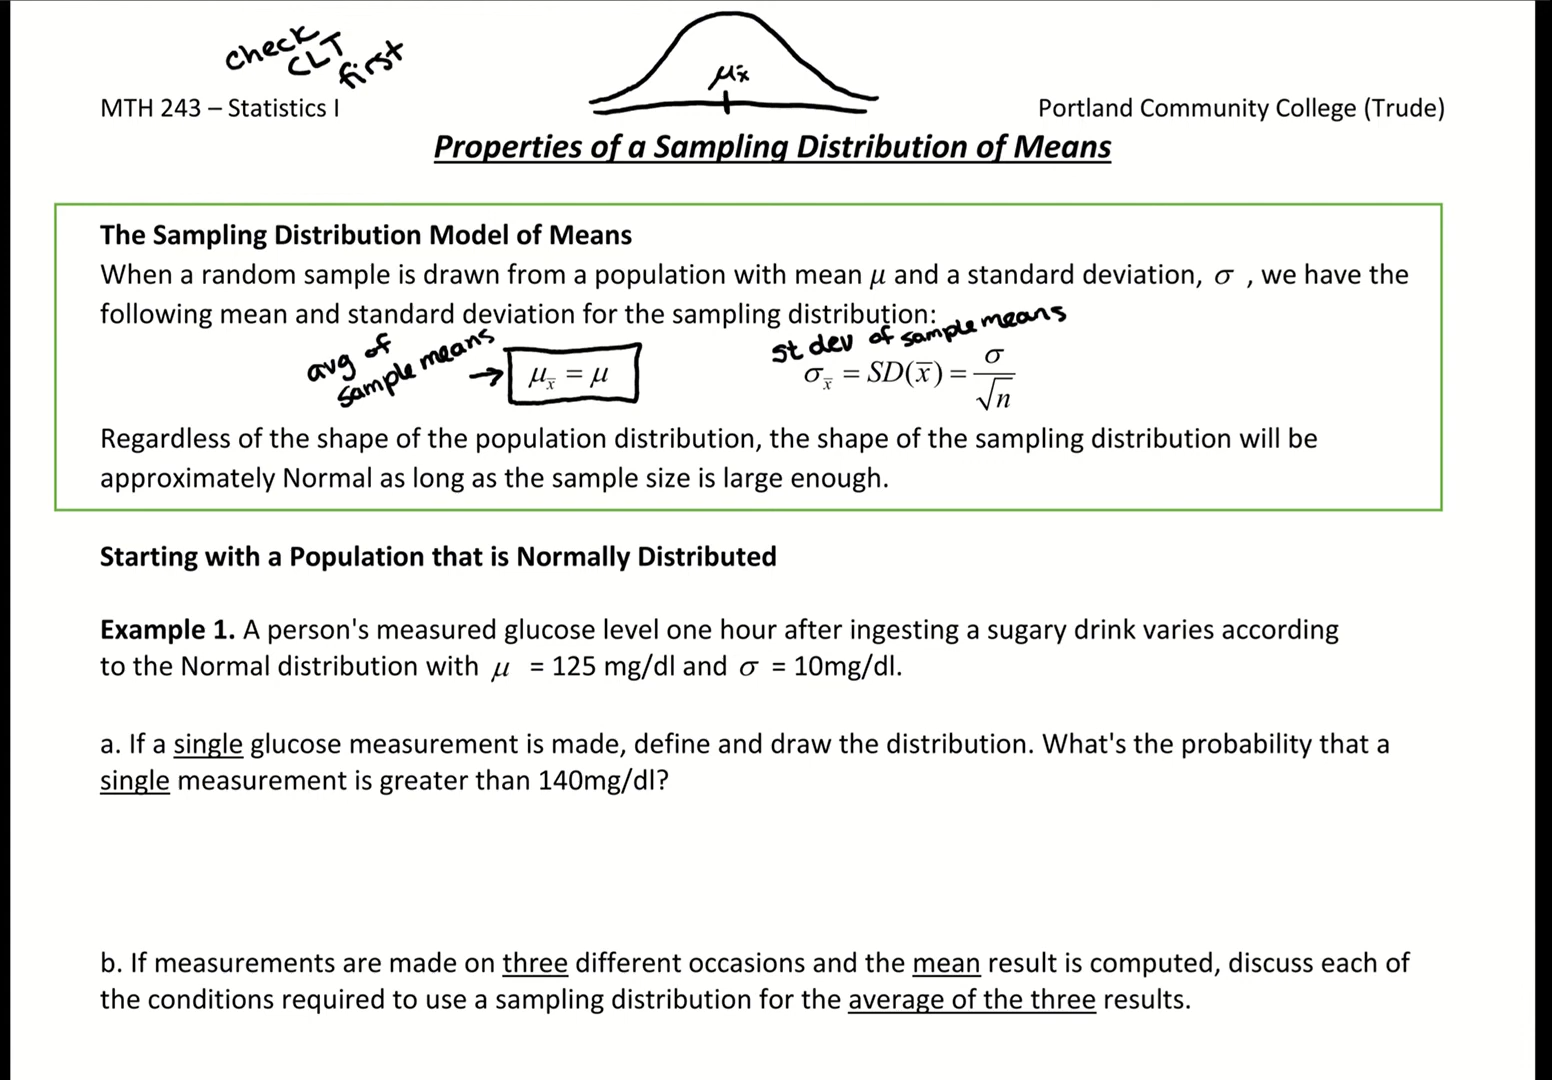 check
CLT
first
μx̄
MTH 243 – Statistics I
Portland Community College (Trude)
Properties of a Sampling Distribution of Means
The Sampling Distribution Model of Means
When a random sample is drawn from a population with mean μ and a standard deviation, σ , we have the
following mean and standard deviation for the sampling distribution:
avg of
sample means
→ μx̄ = μ
st dev of sample means
σx̄ = SD(x̄) = σ/√n
Regardless of the shape of the population distribution, the shape of the sampling distribution will be
approximately Normal as long as the sample size is large enough.
Starting with a Population that is Normally Distributed
Example 1. A person's measured glucose level one hour after ingesting a sugary drink varies according
to the Normal distribution with μ = 125 mg/dl and σ = 10mg/dl.
a. If a single glucose measurement is made, define and draw the distribution. What's the probability that a
single measurement is greater than 140mg/dl?
b. If measurements are made on three different occasions and the mean result is computed, discuss each of
the conditions required to use a sampling distribution for the average of the three results.